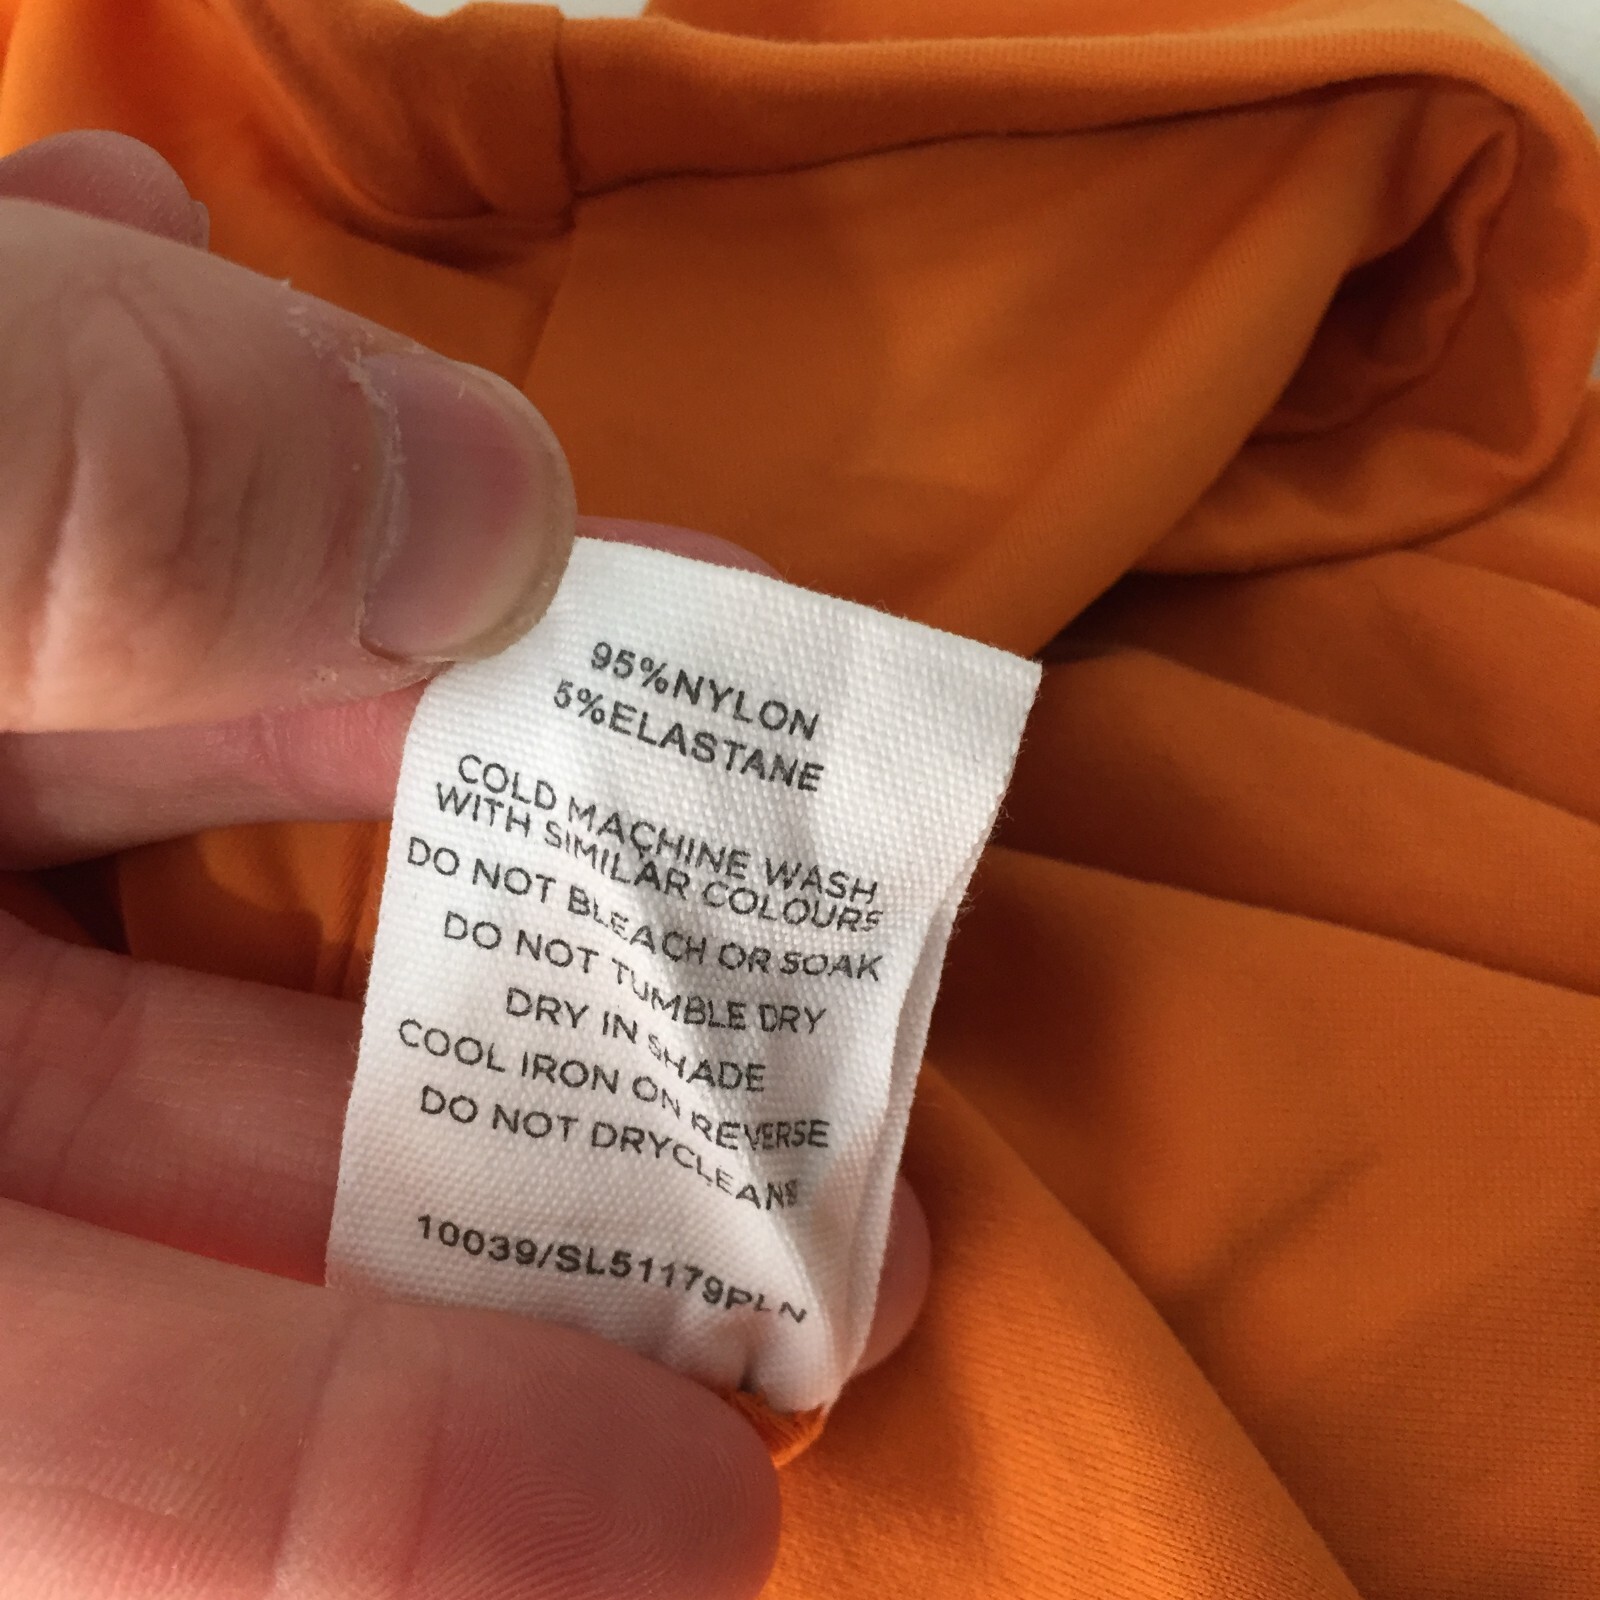 95%NYLON
5%ELASTANE
COLD MACHINE WASH
WITH SIMILAR COLOURS
DO NOT BLEACH OR SOAK
DO NOT TUMBLE DRY
DRY IN SHADE
COOL IRON ON REVERSE
DO NOT DRYCLEAN
10039/SL51179PLN